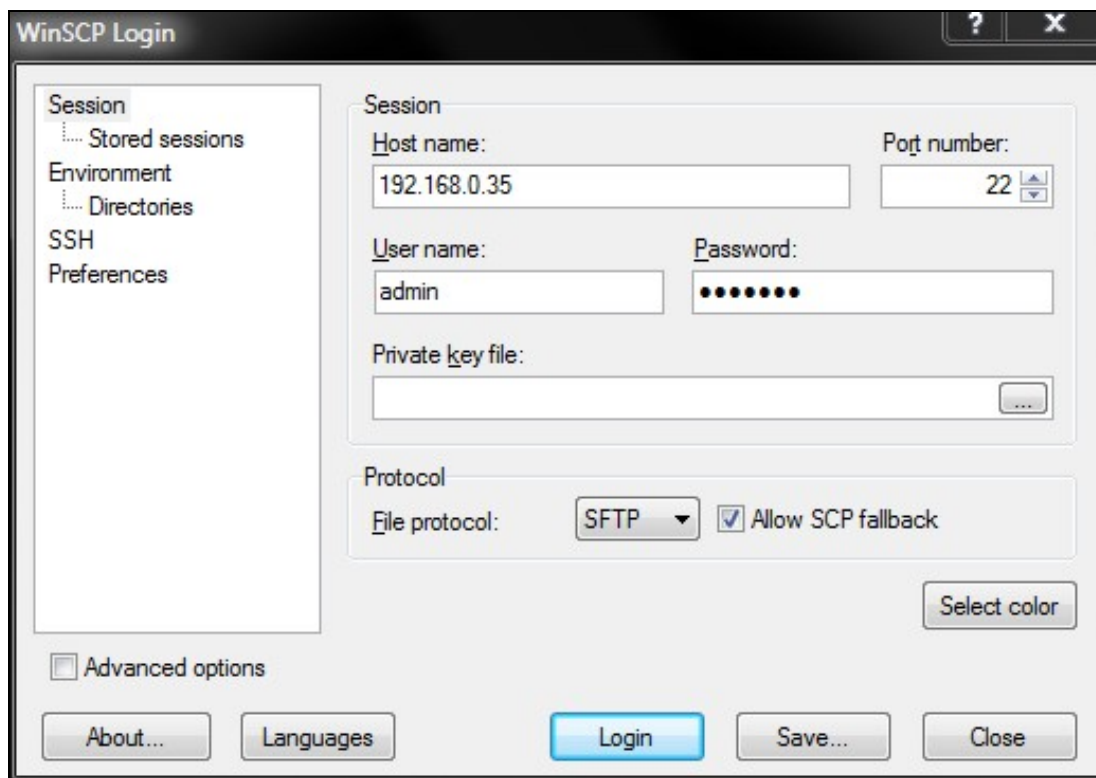 WinSCP Login
?
X
Session
Stored sessions
Environment
Directories
SSH
Preferences
Session
Host name:
Port number:
192.168.0.35
22
User name:
Password:
admin
•••••••
Private key file:
...
Protocol
File protocol:
SFTP
Allow SCP fallback
Select color
Advanced options
About...
Languages
Login
Save...
Close